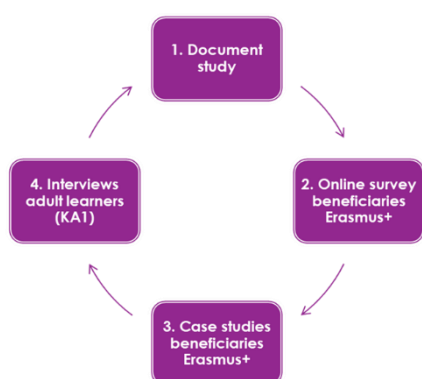 1. Document
study
2. Online survey
beneficiaries
Erasmus+
3. Case studies
beneficiaries
Erasmus+
4. Interviews
adult learners
(KA1)